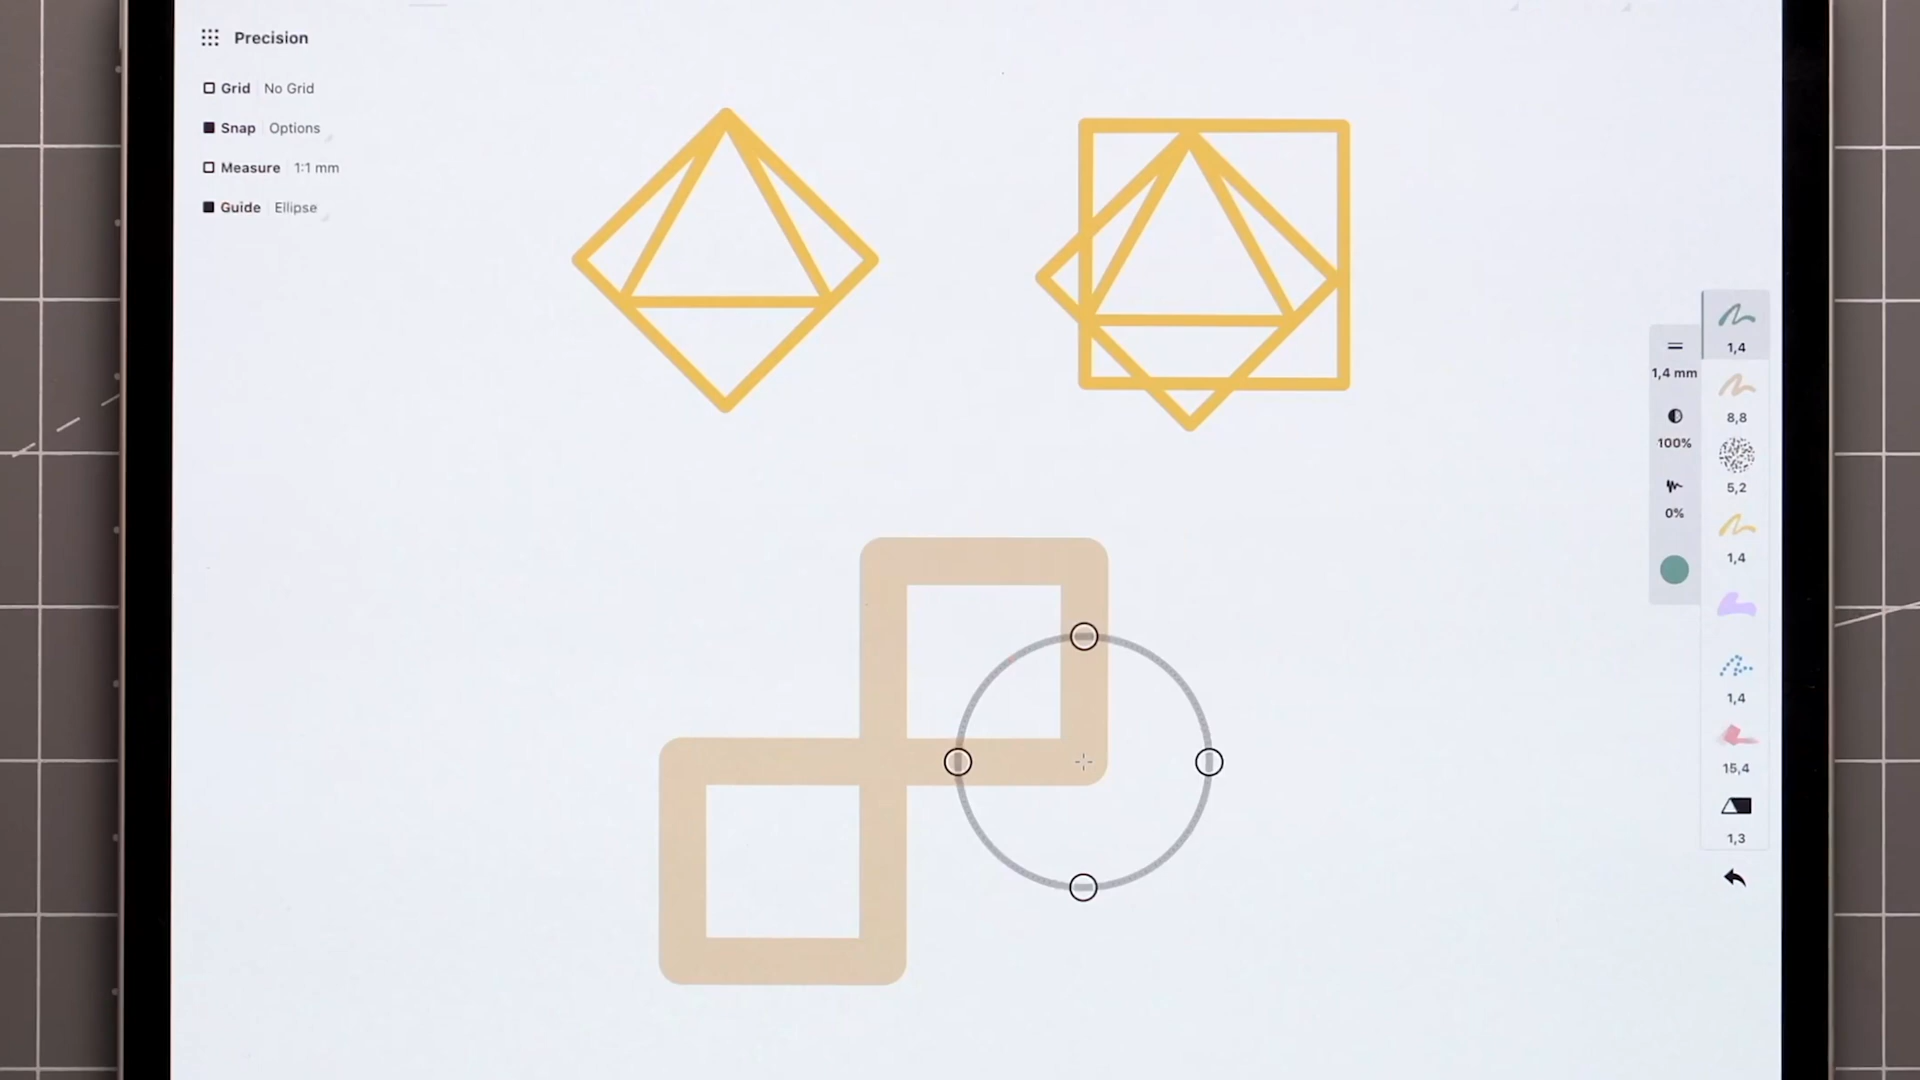 Precision
Grid No Grid
Snap Options
Measure 1:1 mm
Guide Ellipse
1,4
1,4 mm
8,8
100%
5,2
0%
1,4
1,4
15,4
1,3